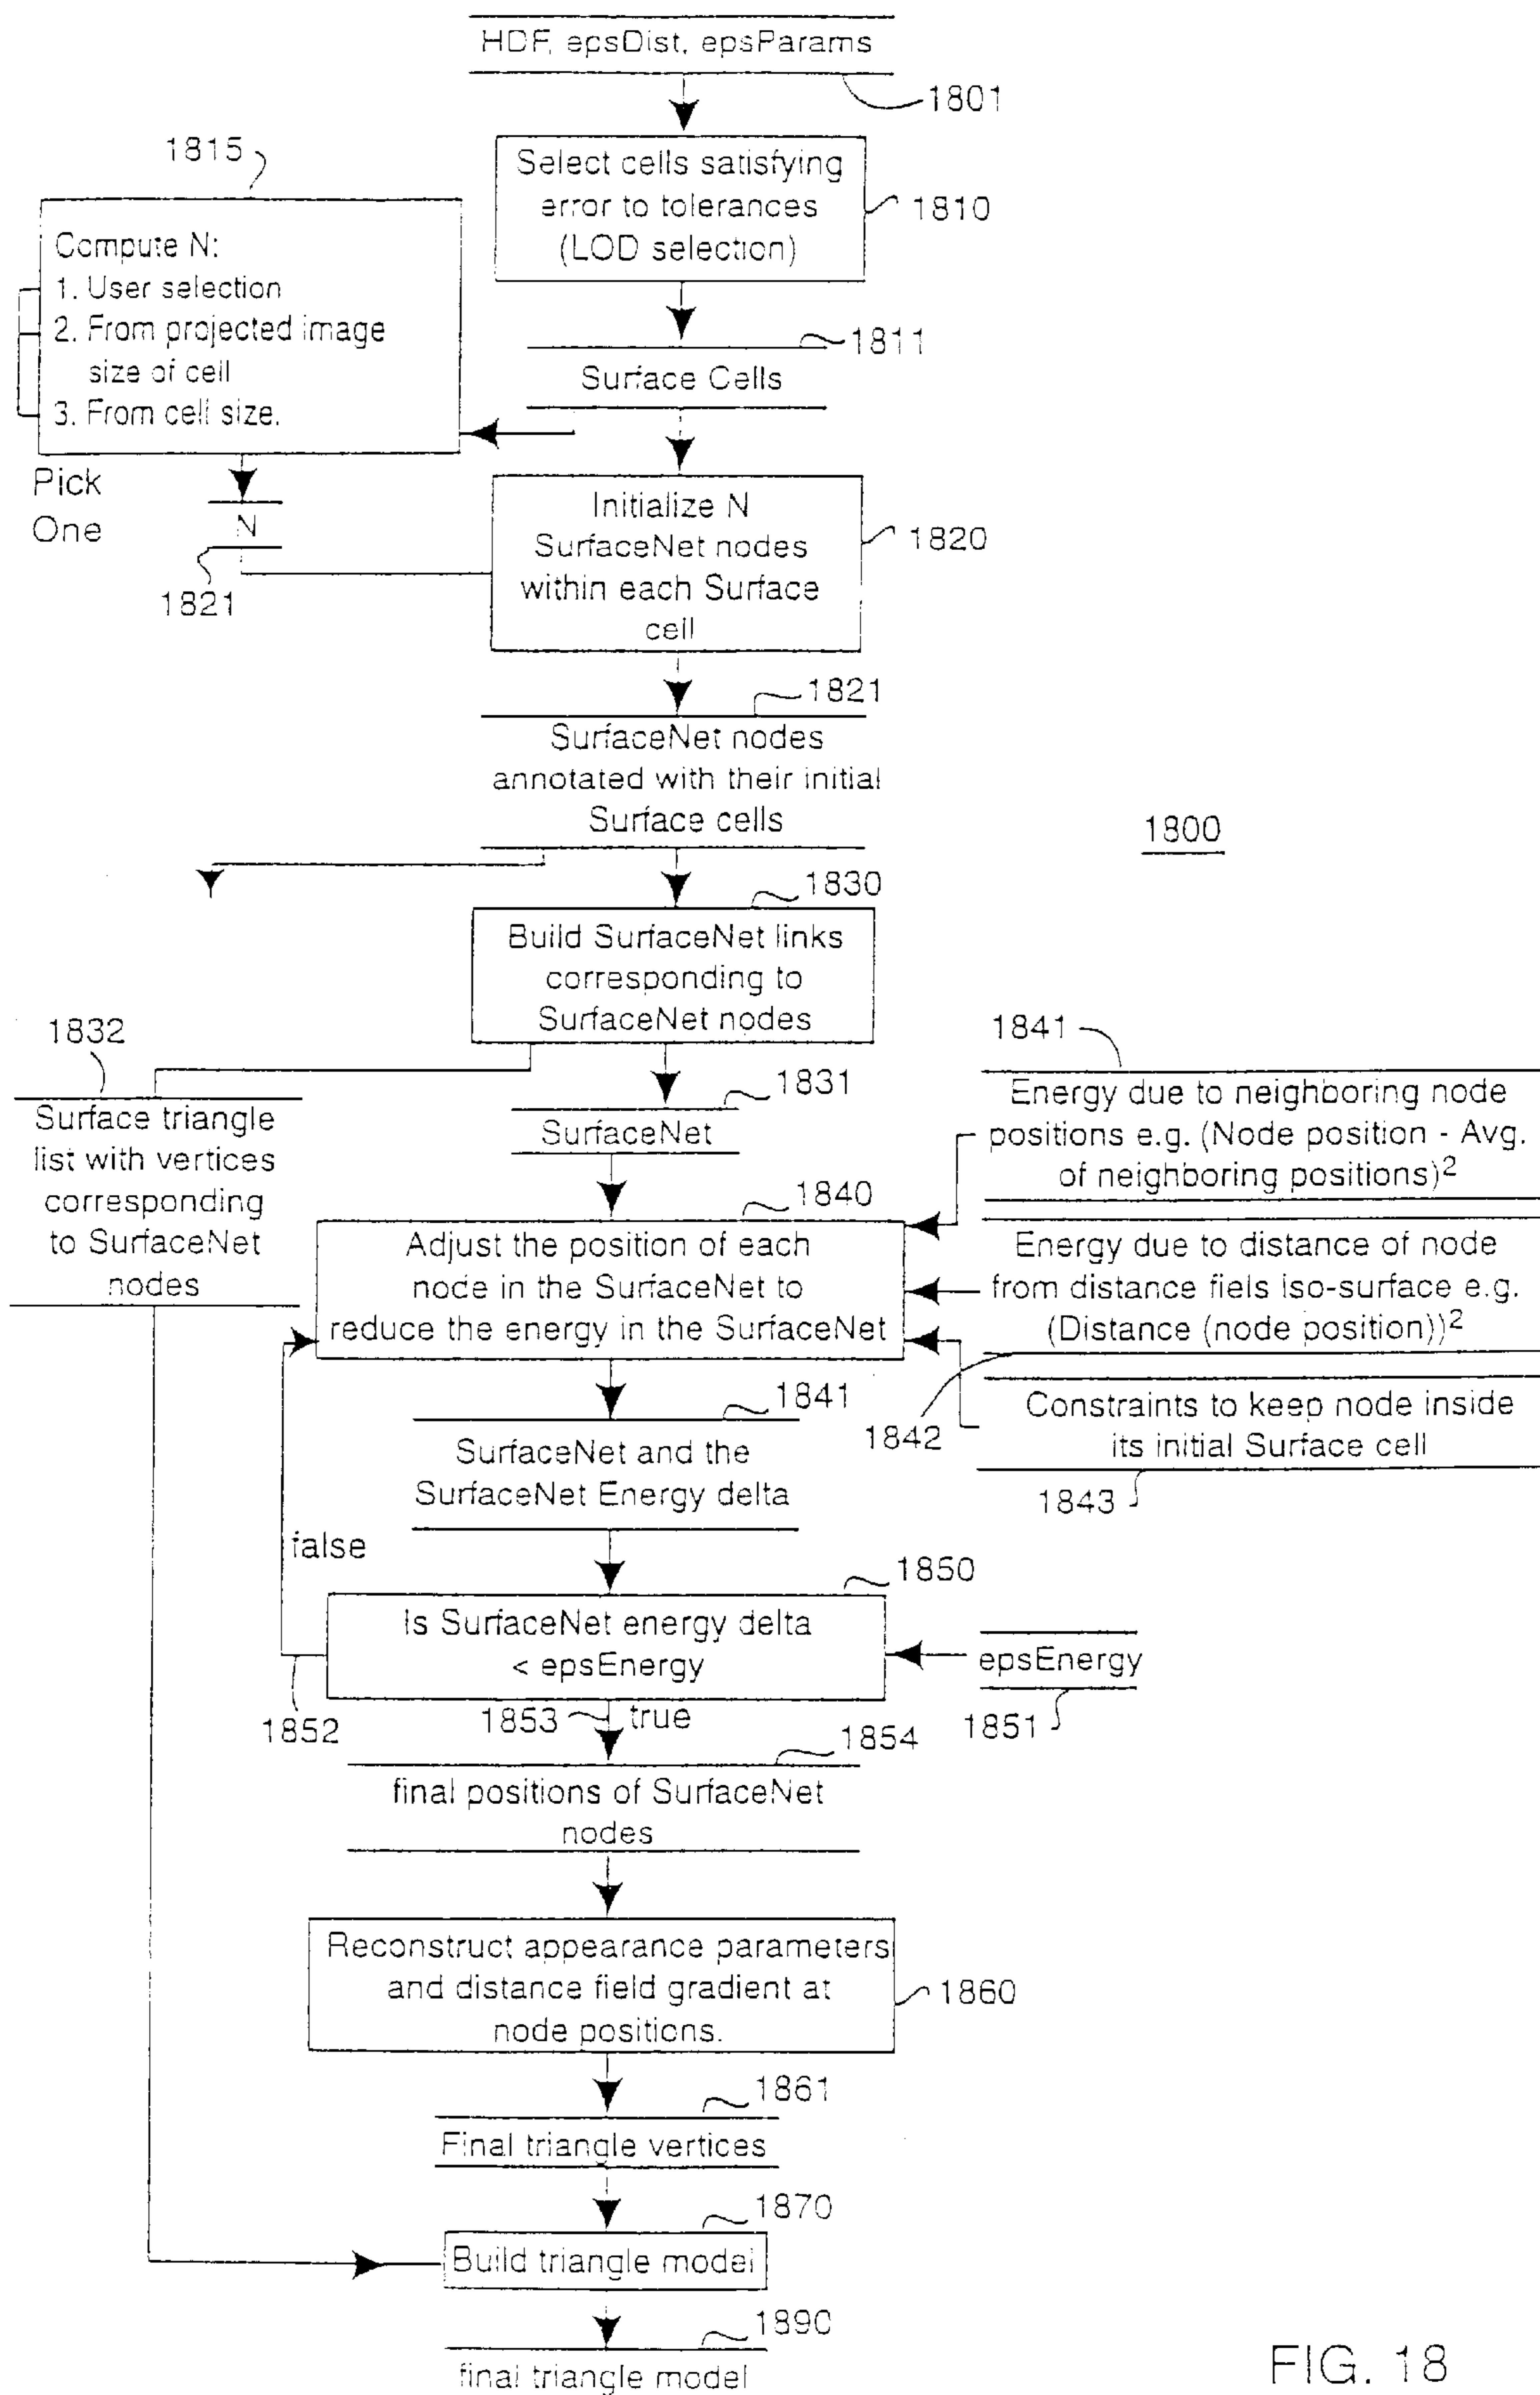 HDF, epsDist, epsParams
1801
1815
Select cells satisfying
error to tolerances
(LOD selection)
1810
Compute N:
1. User selection
2. From projected image
size of cell
3. From cell size.
1811
Surface Cells
Pick
One
N
1821
Initialize N
SurfaceNet nodes
within each Surface
cell
1820
1821
SurfaceNet nodes
annotated with their initial
Surface cells
1800
1830
Build SurfaceNet links
corresponding to
SurfaceNet nodes
1832
Surface triangle
list with vertices
corresponding
to SurfaceNet
nodes
1831
SurfaceNet
1841
Energy due to neighboring node
positions e.g. (Node position - Avg.
of neighboring positions)²
1840
Adjust the position of each
node in the SurfaceNet to
reduce the energy in the SurfaceNet
Energy due to distance of node
from distance fiels iso-surface e.g.
(Distance (node position))²
1842
Constraints to keep node inside
its initial Surface cell
1843
1841
SurfaceNet and the
SurfaceNet Energy delta
false
1850
Is SurfaceNet energy delta
< epsEnergy
epsEnergy
1851
1852
1853
true
1854
final positions of SurfaceNet
nodes
Reconstruct appearance parameters
and distance field gradient at
node positions.
1860
1861
Final triangle vertices
1870
Build triangle model
1890
final triangle model
FIG. 18